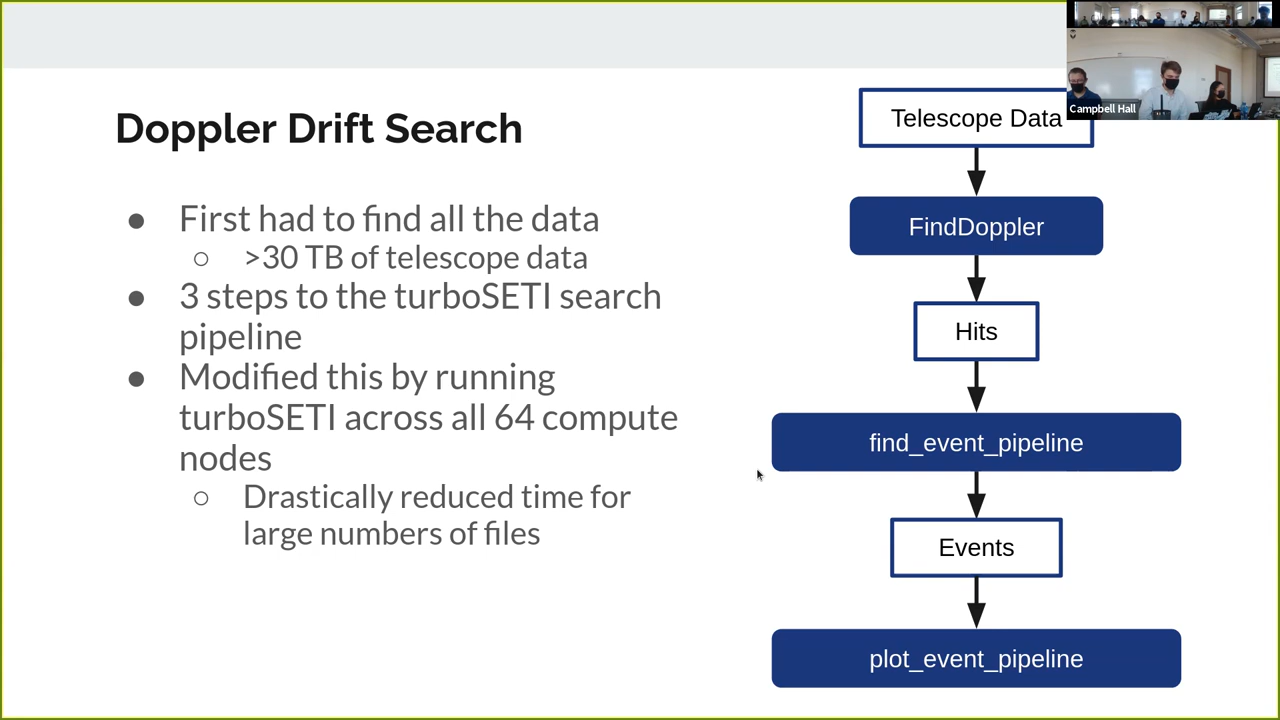 Doppler Drift Search
● First had to find all the data
○ >30 TB of telescope data
● 3 steps to the turboSETI search
pipeline
● Modified this by running
turboSETI across all 64 compute
nodes
○ Drastically reduced time for
large numbers of files
Telescope Data
FindDoppler
Hits
find_event_pipeline
Events
plot_event_pipeline
Campbell Hall